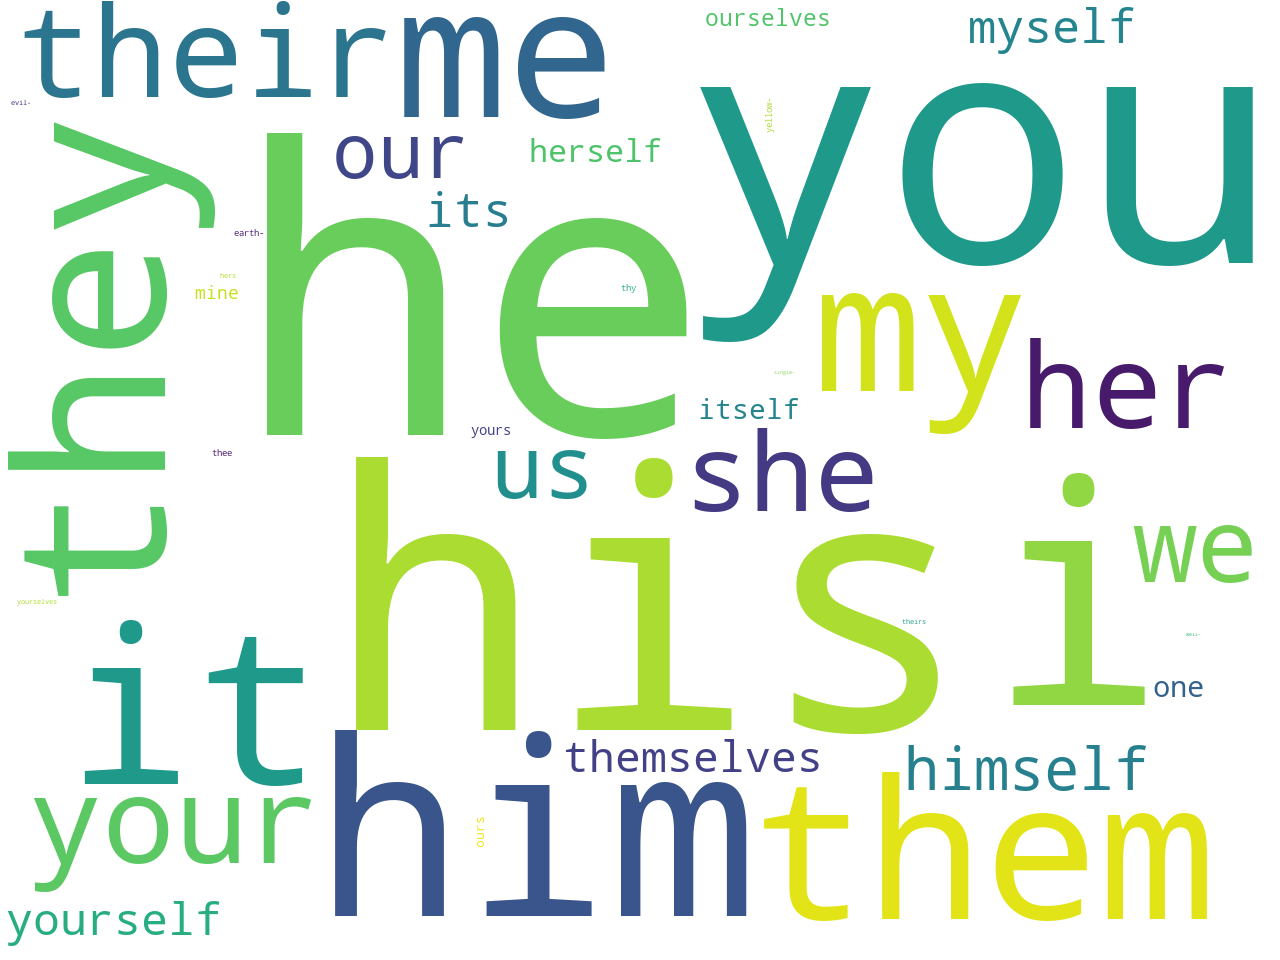 their
me
ourselves
myself
you
evil-
yellow-
they
our
herself
he
its
earth-
hers
mine
thy
my
her
single-
itself
yours
thee
us
she
his
i
we
yourselves
theirs
it
one
him
themselves
himself
your
ours
them
yourself